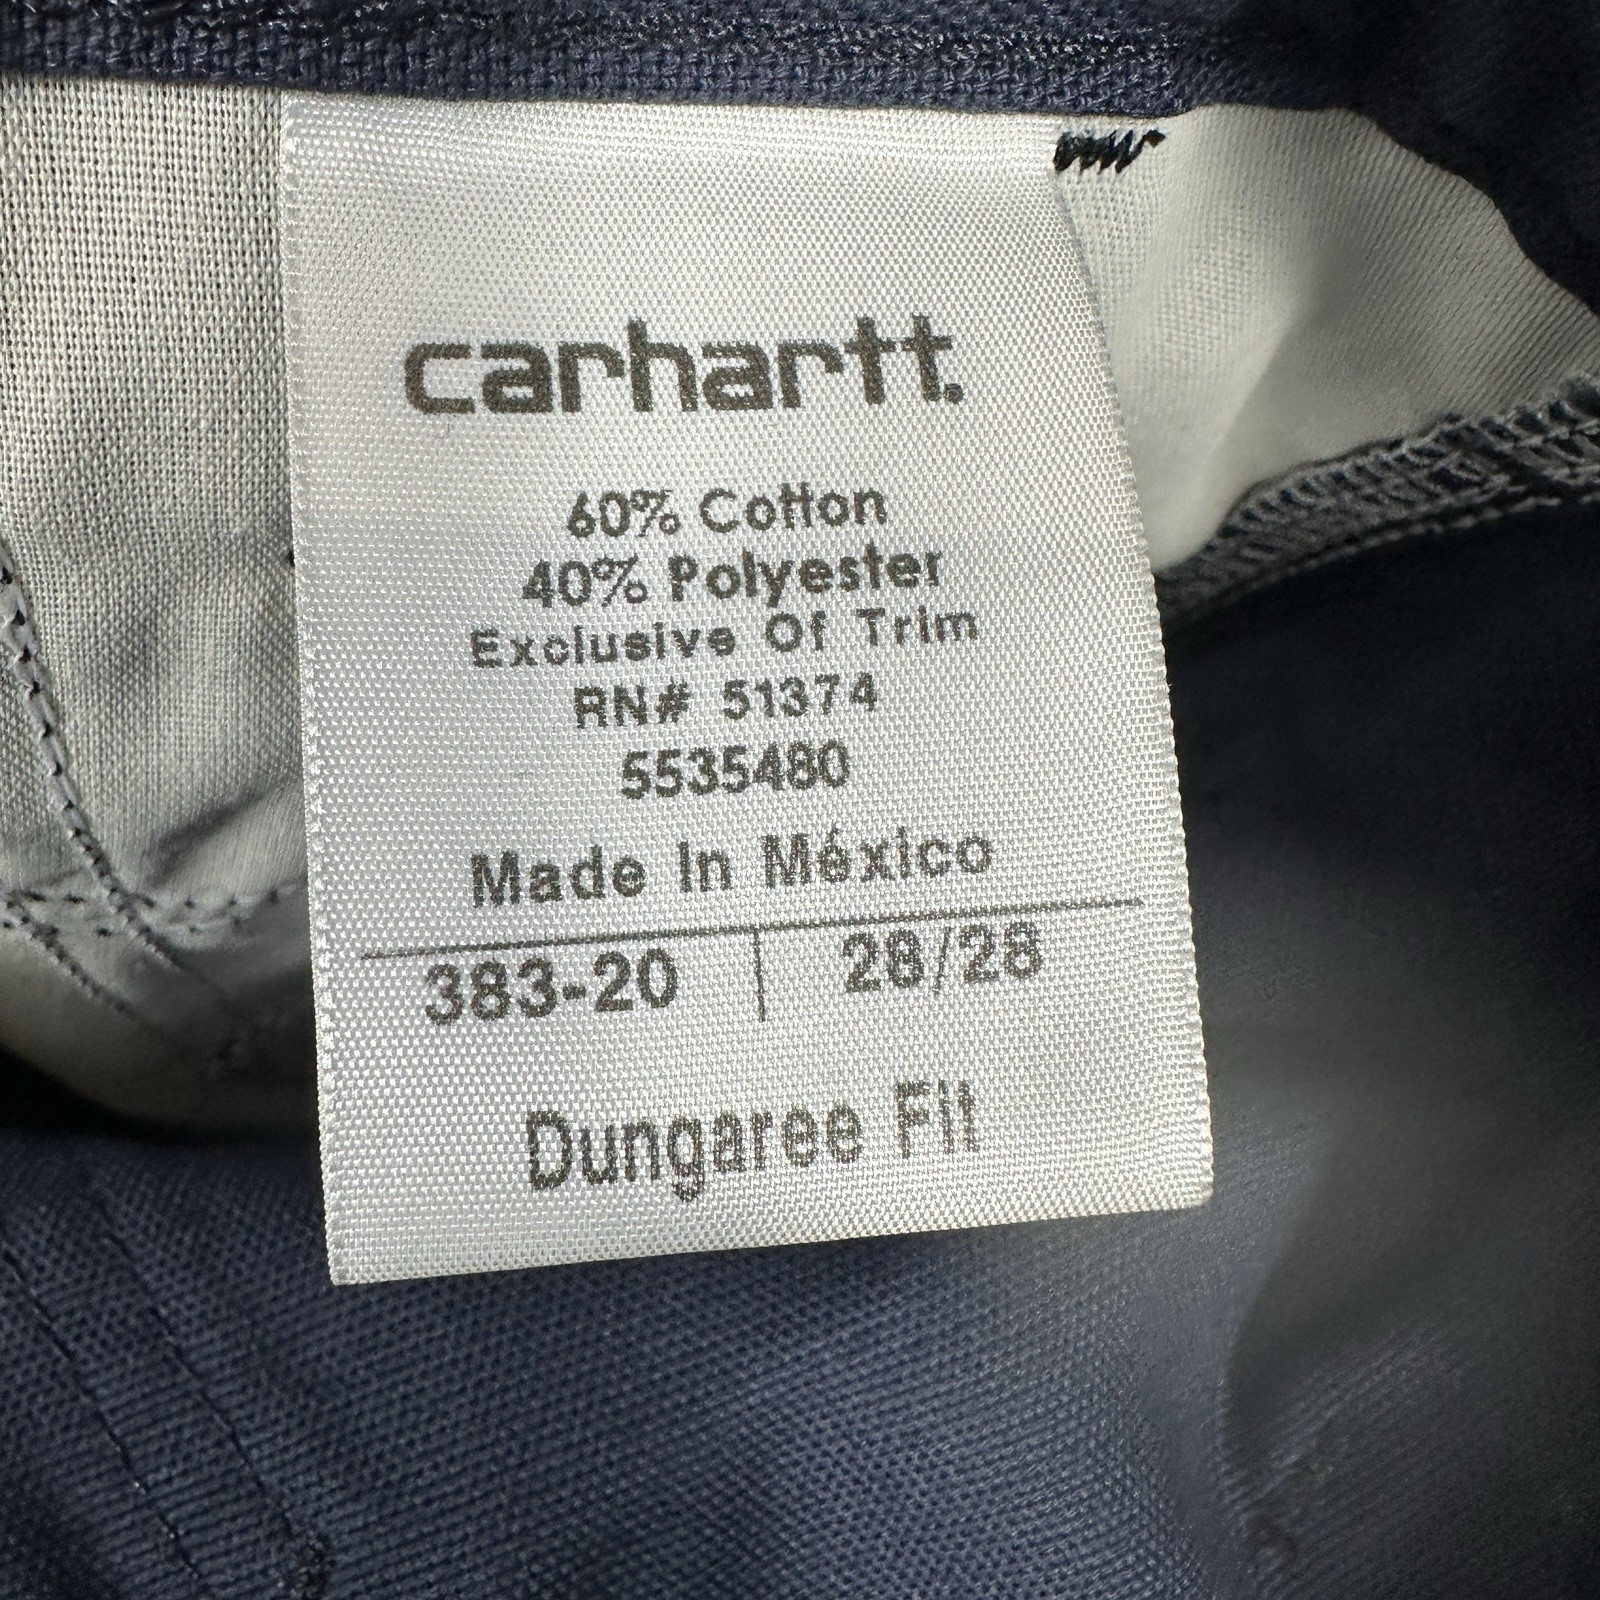 carhartt.
60% Cotton
40% Polyester
Exclusive Of Trim
RN# 51374
5535480
Made In México
383-20 | 28/28
Dungaree Fit